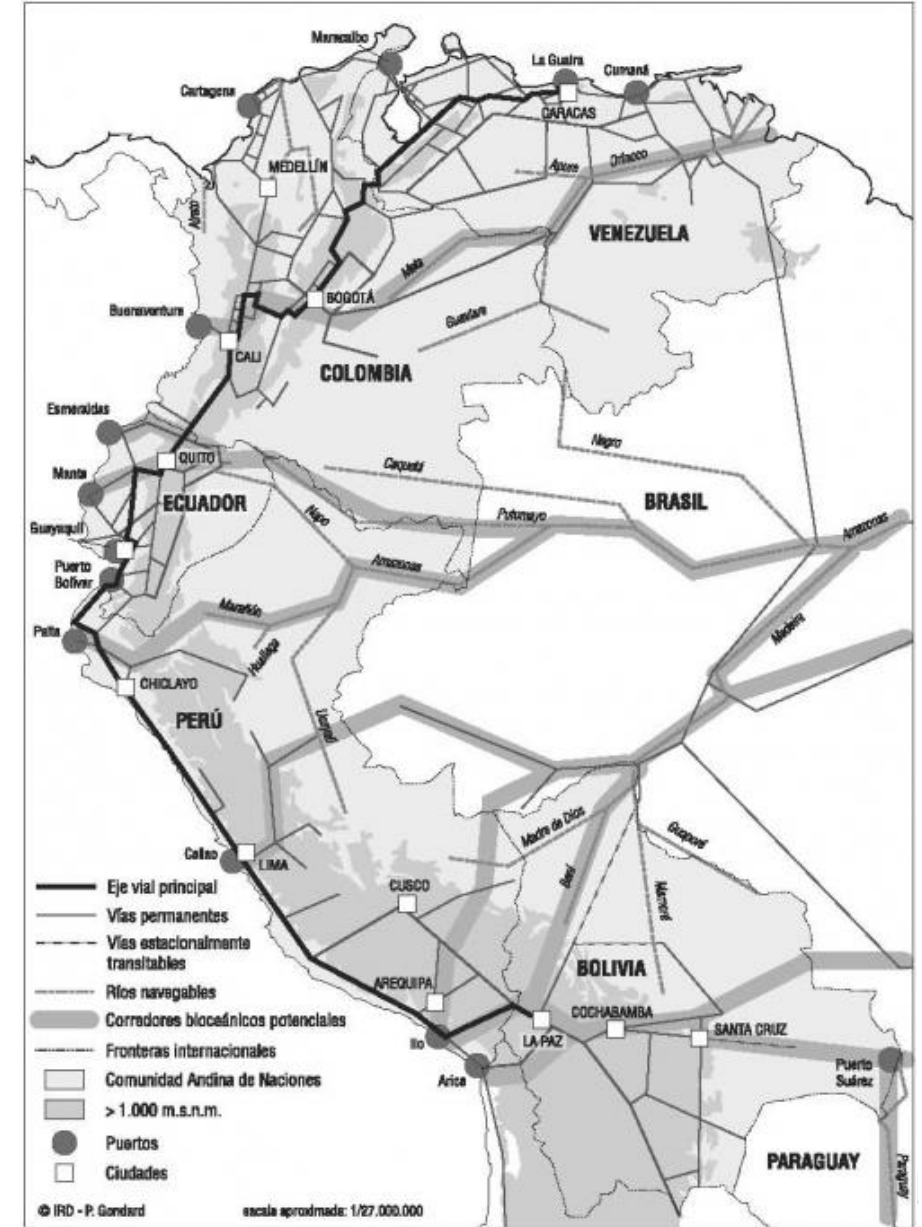 Maracaibo
La Guaira
Cumaná
Cartagena
CARACAS
MEDELLÍN
Apure
Orinoco
Atrato
VENEZUELA
Meta
BOGOTÁ
Buenaventura
Guaviare
CALI
COLOMBIA
Esmeraldas
Negro
QUITO
Caquetá
Manta
ECUADOR
BRASIL
Napo
Putumayo
Guayaquil
Amazonas
Amazonas
Puerto
Bolívar
Marañón
Madeira
Paita
Huallaga
CHICLAYO
PERÚ
Ucayali
Madre de Dios
Guaporé
Callao
LIMA
Beni
CUSCO
Mamoré
Eje vial principal
Vías permanentes
Vías estacionalmente
transitables
Ríos navegables
Corredores bioceánicos potenciales
Fronteras internacionales
Comunidad Andina de Naciones
> 1.000 m.s.n.m.
Puertos
Ciudades
BOLIVIA
AREQUIPA
COCHABAMBA
SANTA CRUZ
Ilo
LA PAZ
Arica
Puerto
Suárez
PARAGUAY
Paraguay
© IRD - P. Gondard
escala aproximada: 1/27.000.000